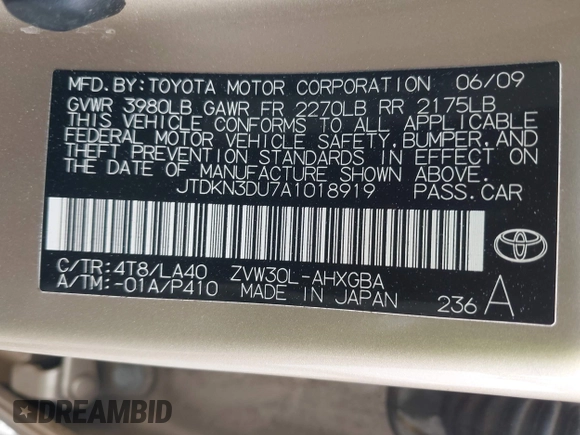 MFD.BY:TOYOTA MOTOR CORPORATION 06/09
GVWR 3980LB GAWR FR 2270LB RR 2175LB
THIS VEHICLE CONFORMS TO ALL APPLICABLE
FEDERAL MOTOR VEHICLE SAFETY, BUMPER, AND
THEFT PREVENTION STANDARDS IN EFFECT ON
THE DATE OF MANUFACTURE SHOWN ABOVE.
JTDKN3DU7A1018919 PASS.CAR
C/TR:4T8/LA40 ZVW30L-AHXGBA
A/TM:-01A/P410 MADE IN JAPAN 236 A
TOYOTA
DREAMBID